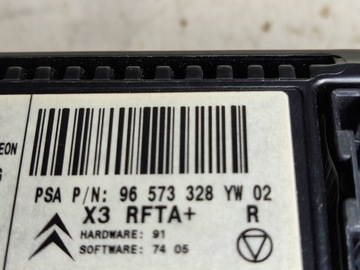 EON
G
PSA P/N: 96 573 328 YW 02
X3 RFTA+ R
HARDWARE: 91
SOFTWARE: 74 05